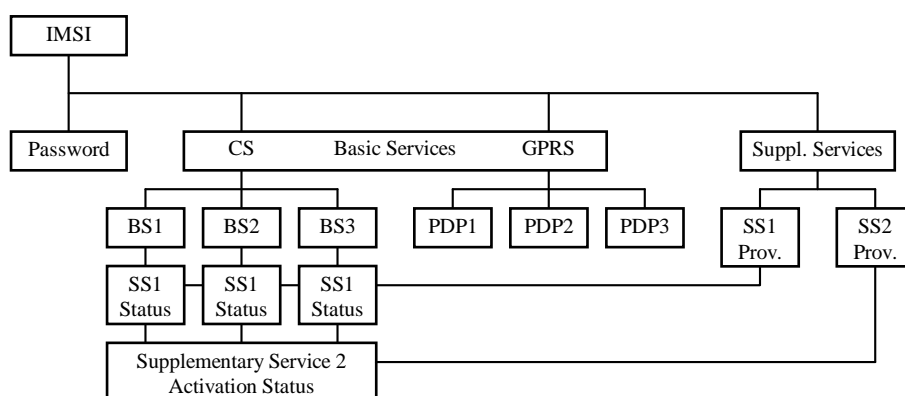 IMSI
Password
CS Basic Services GPRS
Suppl. Services
BS1 BS2 BS3 PDP1 PDP2 PDP3
SS1 Prov.
SS2 Prov.
SS1 Status
SS1 Status
SS1 Status
Supplementary Service 2
Activation Status